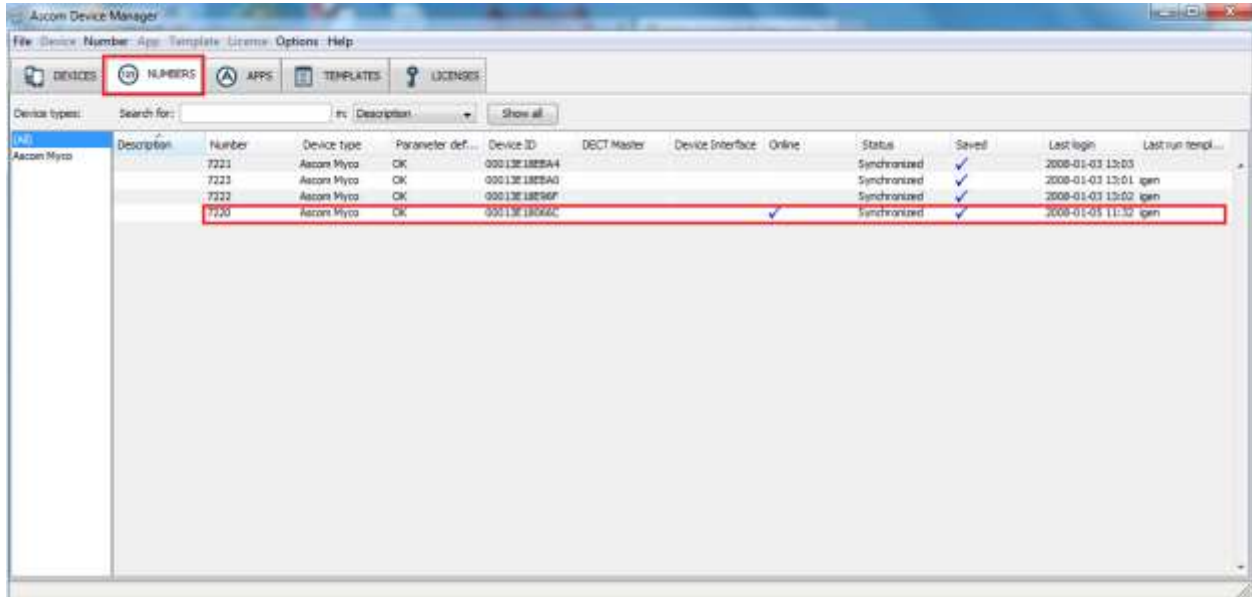 Ascom Device Manager
File Device Number App Template License Options Help
DEVICES NUMBERS APPS TEMPLATES LICENSES
Device types: Search for: in: Description Show all
(All) Description Number Device type Parameter def... Device ID DECT Master Device Interface Online Status Saved Last login Last run templ...
Ascom Myco
7221 Ascom Myco OK Synchronized 2008-01-03 13:03
7223 Ascom Myco OK Synchronized 2008-01-03 13:01 igen
7222 Ascom Myco OK Synchronized 2008-01-03 13:02 igen
7220 Ascom Myco OK Synchronized 2008-01-05 11:32 igen